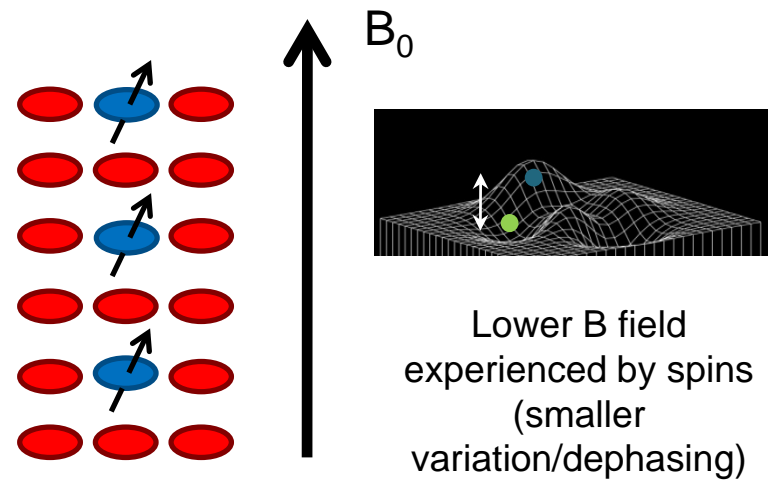 B₀
Lower B field
experienced by spins
(smaller
variation/dephasing)